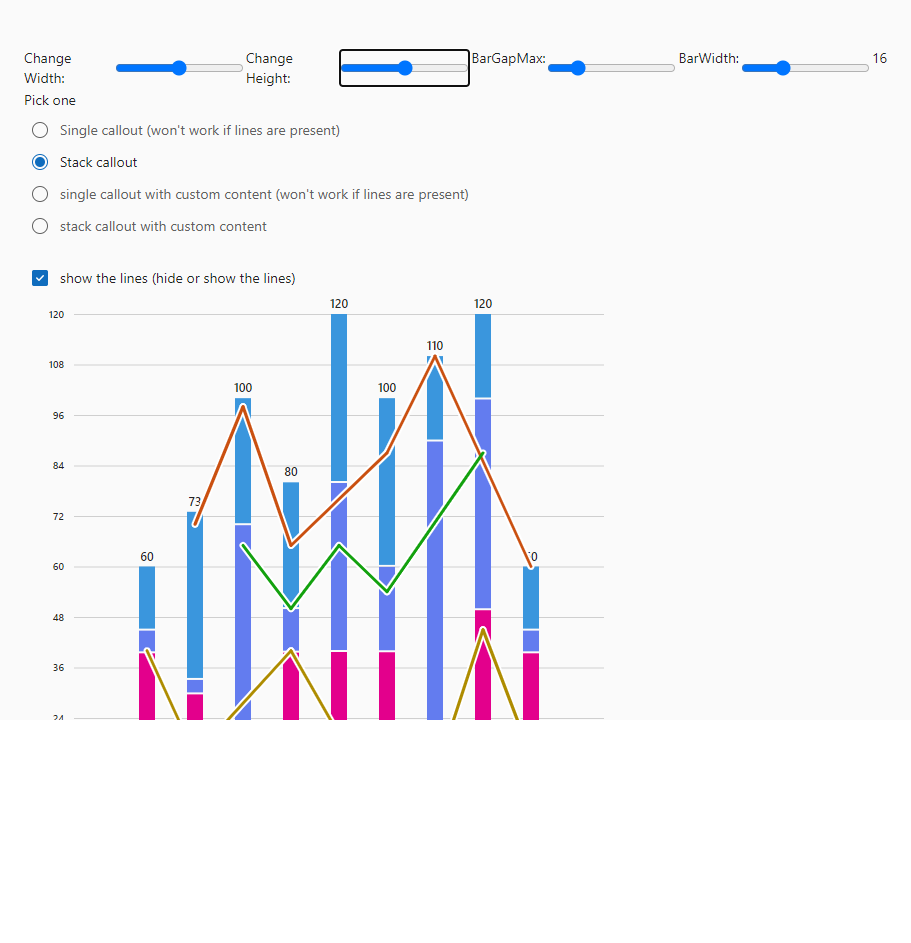 Change Width:
Change Height:
BarGapMax:
BarWidth:
16
Pick one
Single callout (won't work if lines are present)
Stack callout
single callout with custom content (won't work if lines are present)
stack callout with custom content
show the lines (hide or show the lines)
120
120
120
110
108
100
100
96
84
80
73
72
60
60
48
36
24